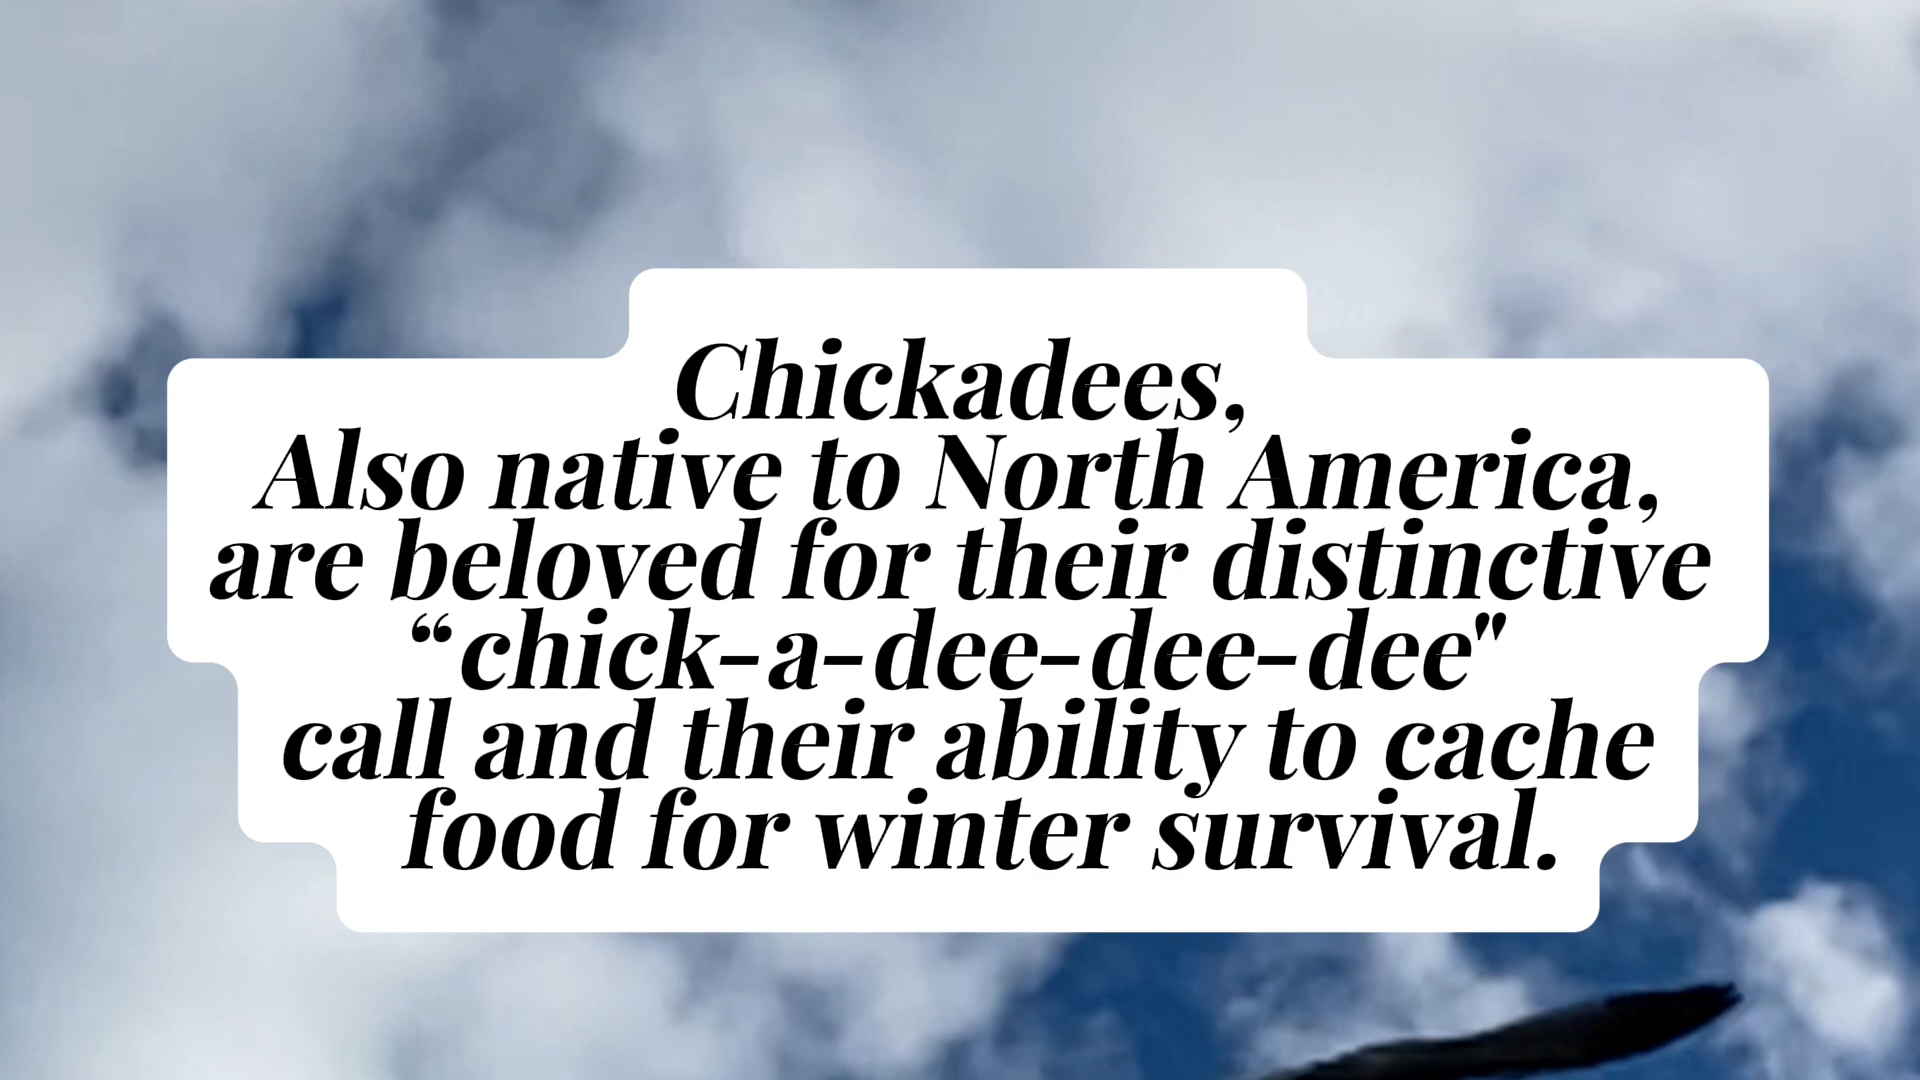 Chickadees,
Also native to North America,
are beloved for their distinctive
“chick-a-dee-dee-dee"
call and their ability to cache
food for winter survival.